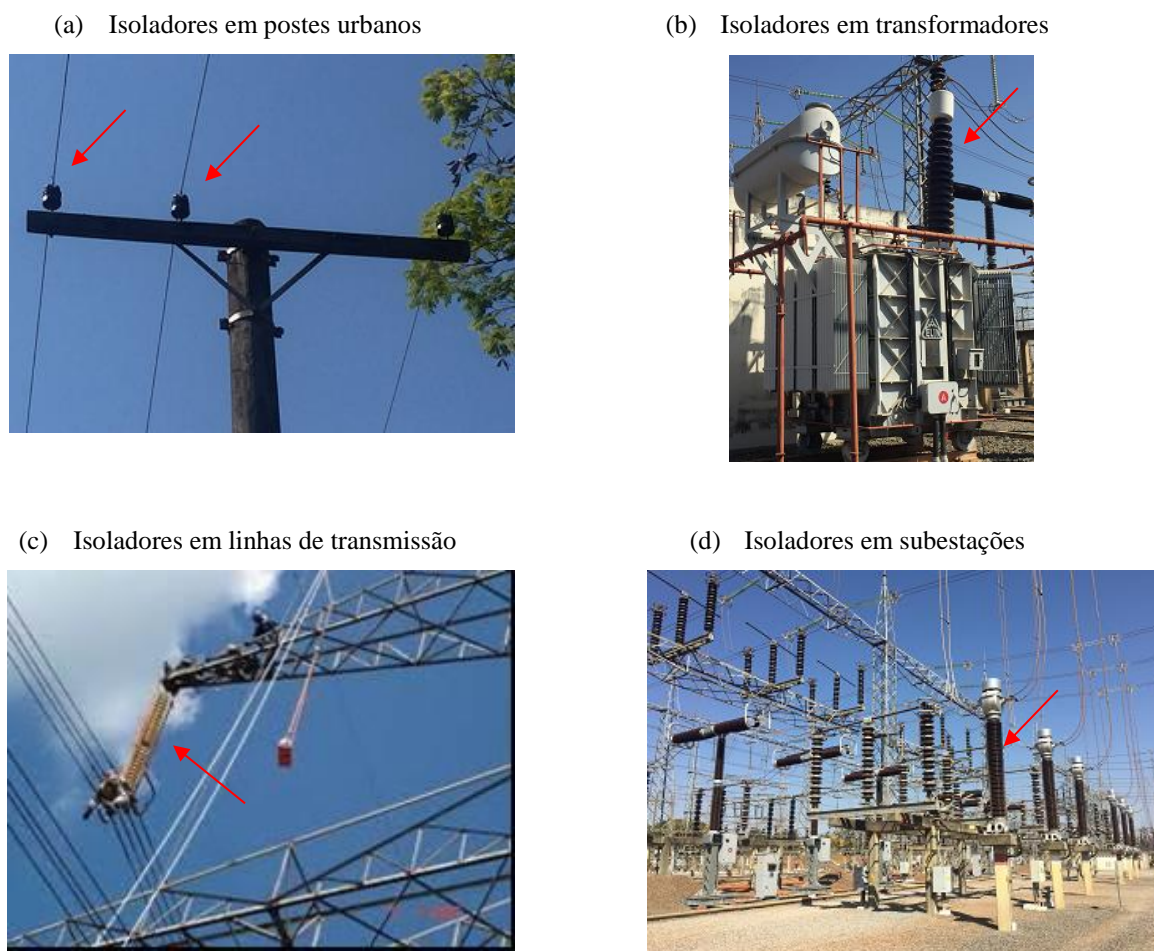 (a) Isoladores em postes urbanos
(b) Isoladores em transformadores
(c) Isoladores em linhas de transmissão
(d) Isoladores em subestações